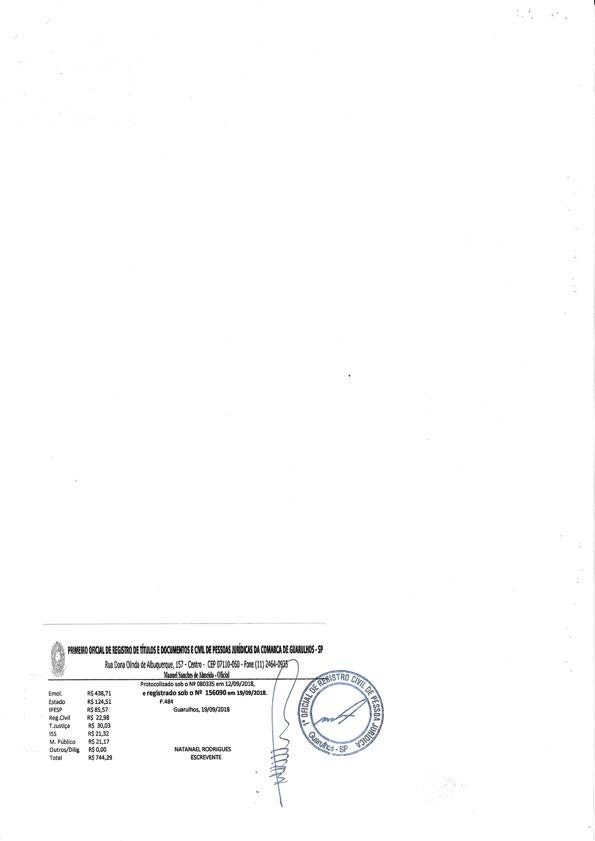 PRIMEIRO OFICIAL DE REGISTRO DE TÍTULOS E DOCUMENTOS E CIVIL DE PESSOAS JURÍDICAS DA COMARCA DE GUARULHOS - SP
Rua Dona Olinda de Albuquerque, 157 - Centro - CEP 07110-060 - Fone (11) 2464-0935
Manuel Sanches de Almeida - Oficial
Protocolizado sob o Nº 080335 em 12/09/2018,
Emol. R$ 438,71 e registrado sob o Nº 156090 em 19/09/2018.
Estado R$ 124,51 P.484
IPESP R$ 85,57 Guarulhos, 19/09/2018
Reg.Civil R$ 22,98
T.Justiça R$ 30,03
ISS R$ 21,32
M. Público R$ 21,17
Outros/Dilig R$ 0,00 NATANAEL RODRIGUES
Total R$ 744,29 ESCREVENTE
1º OFICIAL DE REGISTRO CIVIL DE PESSOA JURIDICA
Guarulhos - SP